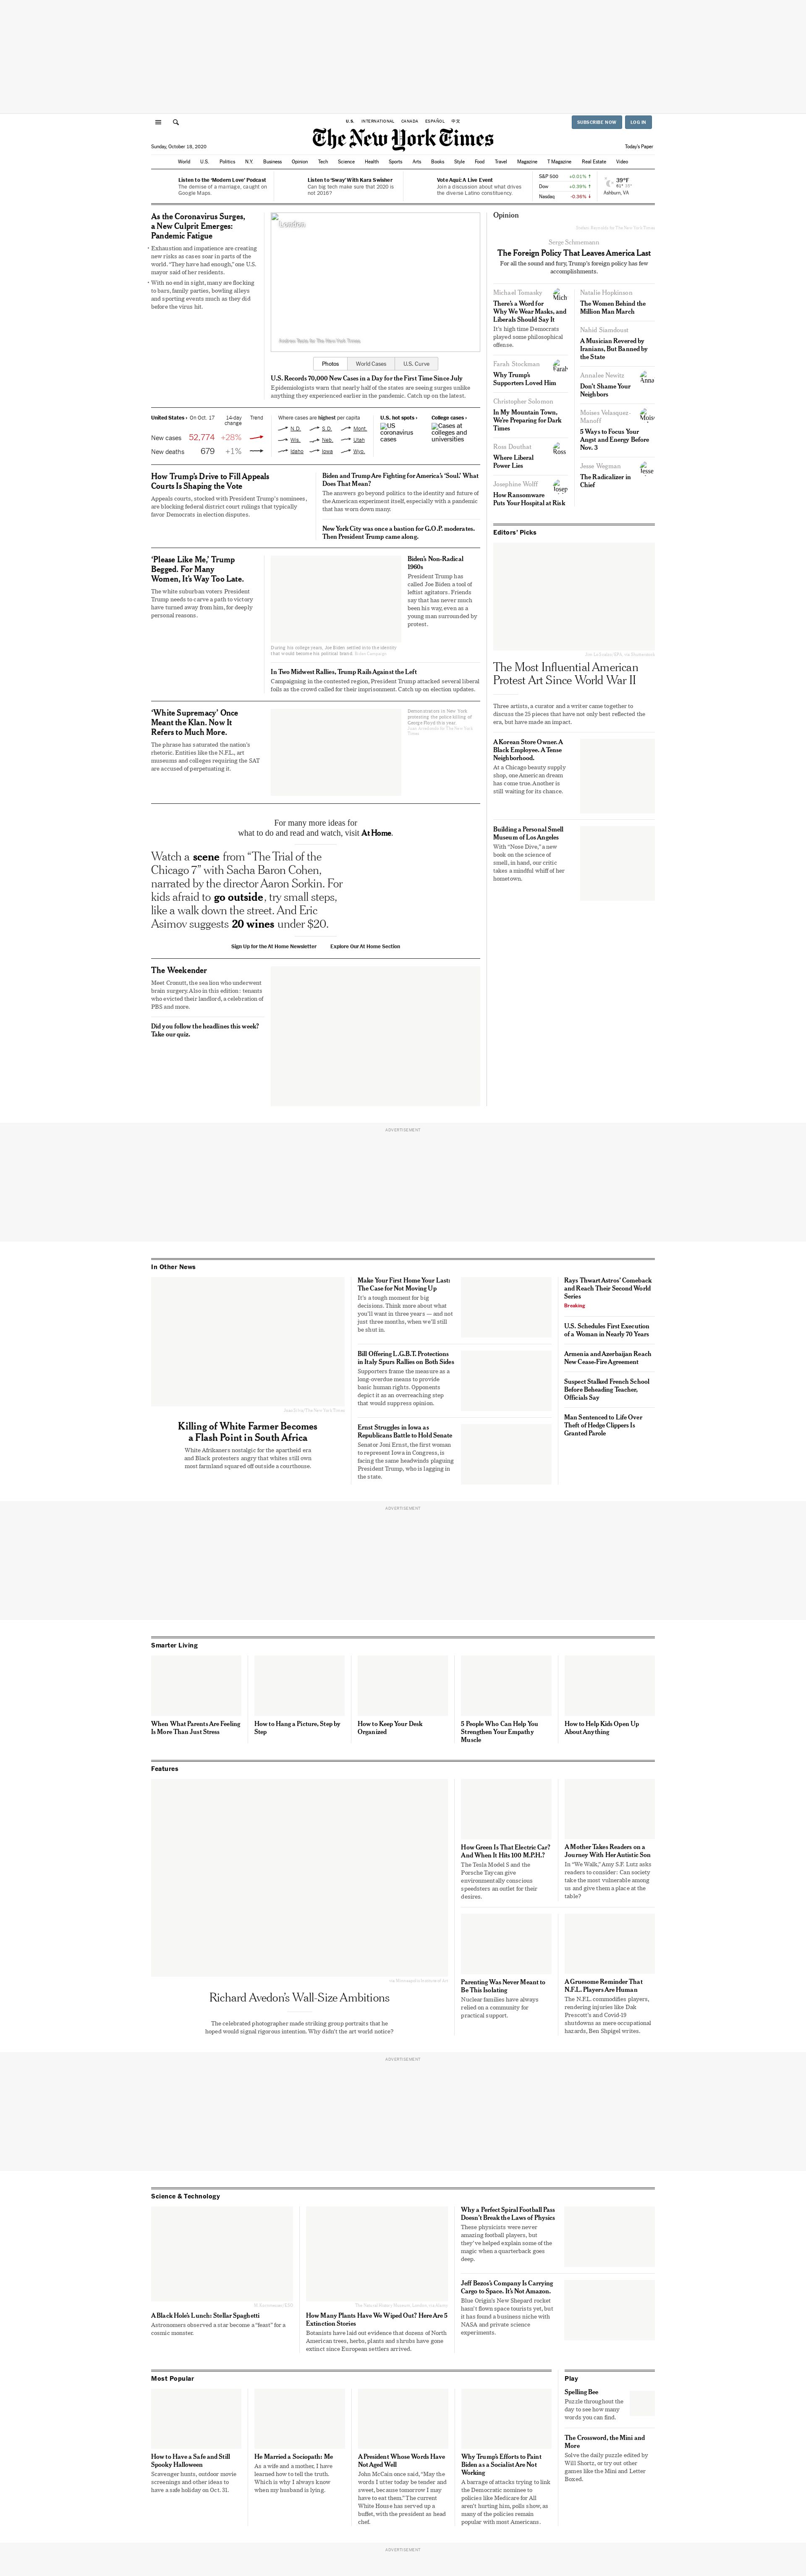 U.S. INTERNATIONAL CANADA ESPAÑOL 中文
SUBSCRIBE NOW LOG IN
The New York Times
Sunday, October 18, 2020
Today's Paper
World U.S. Politics N.Y. Business Opinion Tech Science Health Sports Arts Books Style Food Travel Magazine T Magazine Real Estate Video
Listen to the 'Modern Love' Podcast
The demise of a marriage, caught on
Google Maps.
Listen to 'Sway' With Kara Swisher
Can big tech make sure that 2020 is
not 2016?
Vote Aquí: A Live Event
Join a discussion about what drives
the diverse Latino constituency.
S&P 500 +0.01% ↑
Dow +0.39% ↑
Nasdaq -0.36% ↓
39°F
Ashburn, VA
As the Coronavirus Surges,
a New Culprit Emerges:
Pandemic Fatigue
• Exhaustion and impatience are creating
new risks as cases soar in parts of the
world. "They have had enough," one U.S.
mayor said of her residents.
• With no end in sight, many are flocking
to bars, family parties, bowling alleys
and sporting events much as they did
before the virus hit.
London
Andrew Testa for The New York Times
Photos World Cases U.S. Curve
U.S. Records 70,000 New Cases in a Day for the First Time Since July
Epidemiologists warn that nearly half of the states are seeing surges unlike
anything they experienced earlier in the pandemic. Catch up on the latest.
United States › On Oct. 17 14-day
change Trend
New cases 52,774 +28%
New deaths 679 +1%
Where cases are highest per capita
N.D. S.D. Mont.
Wis. Neb. Utah
Idaho Iowa Wyo.
U.S. hot spots ›
US
coronavirus
cases
College cases ›
Cases at
colleges and
universities
How Trump's Drive to Fill Appeals
Courts Is Shaping the Vote
Appeals courts, stocked with President Trump's nominees,
are blocking federal district court rulings that typically
favor Democrats in election disputes.
Biden and Trump Are Fighting for America's 'Soul.' What
Does That Mean?
The answers go beyond politics to the identity and future of
the American experiment itself, especially with a pandemic
that has worn down many.
New York City was once a bastion for G.O.P. moderates.
Then President Trump came along.
'Please Like Me,' Trump
Begged. For Many
Women, It's Way Too Late.
The white suburban voters President
Trump needs to carve a path to victory
have turned away from him, for deeply
personal reasons.
During his college years, Joe Biden settled into the identity
that would become his political brand. Biden Campaign
Biden's Non-Radical
1960s
President Trump has
called Joe Biden a tool of
leftist agitators. Friends
say that has never much
been his way, even as a
young man surrounded by
protest.
In Two Midwest Rallies, Trump Rails Against the Left
Campaigning in the contested region, President Trump attacked several liberal
foils as the crowd called for their imprisonment. Catch up on election updates.
'White Supremacy' Once
Meant the Klan. Now It
Refers to Much More.
The phrase has saturated the nation's
rhetoric. Entities like the N.F.L., art
museums and colleges requiring the SAT
are accused of perpetuating it.
Demonstrators in New York
protesting the police killing of
George Floyd this year.
For many more ideas for
what to do and read and watch, visit At Home.
Watch a scene from "The Trial of the
Chicago 7" with Sacha Baron Cohen,
narrated by the director Aaron Sorkin. For
kids afraid to go outside, try small steps,
like a walk down the street. And Eric
Asimov suggests 20 wines under $20.
Sign Up for the At Home Newsletter Explore Our At Home Section
The Weekender
Meet Cronutt, the sea lion who underwent
brain surgery. Also in this edition: tenants
who evicted their landlord, a celebration of
PBS and more.
Did you follow the headlines this week?
Take our quiz.
Opinion
Serge Schmemann
The Foreign Policy That Leaves America Last
For all the sound and fury, Trump's foreign policy has few
accomplishments.
Michael Tomasky
Mich
There's a Word for
Why We Wear Masks, and
Liberals Should Say It
It's high time Democrats
played some philosophical
offense.
Farah Stockman
Farah
Why Trump's
Supporters Loved Him
Christopher Solomon
In My Mountain Town,
We're Preparing for Dark
Times
Ross Douthat
Ross
Where Liberal
Power Lies
Josephine Wolff
Josep
How Ransomware
Puts Your Hospital at Risk
Natalie Hopkinson
The Women Behind the
Million Man March
Nahid Siamdoust
A Musician Revered by
Iranians, But Banned by
the State
Annalee Newitz
Anna
Don't Shame Your
Neighbors
Moises Velasquez-
Manoff
Moise
5 Ways to Focus Your
Angst and Energy Before
Nov. 3
Jesse Wegman
Jesse
The Radicalizer in
Chief
Editors' Picks
The Most Influential American
Protest Art Since World War II
Three artists, a curator and a writer came together to
discuss the 25 pieces that have not only best reflected the
era, but have made an impact.
A Korean Store Owner. A
Black Employee. A Tense
Neighborhood.
At a Chicago beauty supply
shop, one American dream
has come true. Another is
still waiting for its chance.
Building a Personal Smell
Museum of Los Angeles
With "Nose Dive," a new
book on the science of
smell, in hand, our critic
takes a mindful whiff of her
hometown.
ADVERTISEMENT
In Other News
Killing of White Farmer Becomes
a Flash Point in South Africa
White Afrikaners nostalgic for the apartheid era
and Black protesters angry that whites still own
most farmland squared off outside a courthouse.
Make Your First Home Your Last:
The Case for Not Moving Up
It's a tough moment for big
decisions. Think more about what
you'll want in three years — and not
just three months, when we'll still
be shut in.
Bill Offering L.G.B.T. Protections
in Italy Spurs Rallies on Both Sides
Supporters frame the measure as a
long-overdue means to provide
basic human rights. Opponents
depict it as an overreaching step
that would suppress opinion.
Ernst Struggles in Iowa as
Republicans Battle to Hold Senate
Senator Joni Ernst, the first woman
to represent Iowa in Congress, is
facing the same headwinds plaguing
President Trump, who is lagging in
the state.
Rays Thwart Astros' Comeback
and Reach Their Second World
Series
Breaking
U.S. Schedules First Execution
of a Woman in Nearly 70 Years
Armenia and Azerbaijan Reach
New Cease-Fire Agreement
Suspect Stalked French School
Before Beheading Teacher,
Officials Say
Man Sentenced to Life Over
Theft of Hedge Clippers Is
Granted Parole
ADVERTISEMENT
Smarter Living
When What Parents Are Feeling
Is More Than Just Stress
How to Hang a Picture, Step by
Step
How to Keep Your Desk
Organized
5 People Who Can Help You
Strengthen Your Empathy
Muscle
How to Help Kids Open Up
About Anything
Features
Richard Avedon's Wall-Size Ambitions
The celebrated photographer made striking group portraits that he
hoped would signal rigorous intention. Why didn't the art world notice?
How Green Is That Electric Car?
And When It Hits 100 M.P.H.?
The Tesla Model S and the
Porsche Taycan give
environmentally conscious
speedsters an outlet for their
desires.
A Mother Takes Readers on a
Journey With Her Autistic Son
In "We Walk," Amy S.F. Lutz asks
readers to consider: Can society
take the most vulnerable among
us and give them a place at the
table?
Parenting Was Never Meant to
Be This Isolating
Nuclear families have always
relied on a community for
practical support.
A Gruesome Reminder That
N.F.L. Players Are Human
The N.F.L. commodifies players,
rendering injuries like Dak
Prescott's and Covid-19
shutdowns as mere occupational
hazards, Ben Shpigel writes.
ADVERTISEMENT
Science & Technology
A Black Hole's Lunch: Stellar Spaghetti
Astronomers observed a star become a "feast" for a
cosmic monster.
How Many Plants Have We Wiped Out? Here Are 5
Extinction Stories
Botanists have laid out evidence that dozens of North
American trees, herbs, plants and shrubs have gone
extinct since European settlers arrived.
Why a Perfect Spiral Football Pass
Doesn't Break the Laws of Physics
These physicists were never
amazing football players, but
they've helped explain some of the
magic when a quarterback goes
deep.
Jeff Bezos's Company Is Carrying
Cargo to Space. It's Not Amazon.
Blue Origin's New Shepard rocket
hasn't flown space tourists yet, but
it has found a business niche with
NASA and private science
experiments.
Most Popular
How to Have a Safe and Still
Spooky Halloween
Scavenger hunts, outdoor movie
screenings and other ideas to
have a safe holiday on Oct. 31.
He Married a Sociopath: Me
As a wife and a mother, I have
learned how to tell the truth.
Which is why I always know
when my husband is lying.
A President Whose Words Have
Not Aged Well
John McCain once said, "May the
words I utter today be tender and
sweet, because tomorrow I may
have to eat them." The current
White House has served up a
buffet, with the president as head
chef.
Why Trump's Efforts to Paint
Biden as a Socialist Are Not
Working
A barrage of attacks trying to link
the Democratic nominee to
policies like Medicare for All
aren't hurting him, polls show, as
many of the policies remain
popular with most Americans.
Play
Spelling Bee
Puzzle throughout the
day to see how many
words you can find.
The Crossword, the Mini and
More
Solve the daily puzzle edited by
Will Shortz, or try out other
games like the Mini and Letter
Boxed.
ADVERTISEMENT